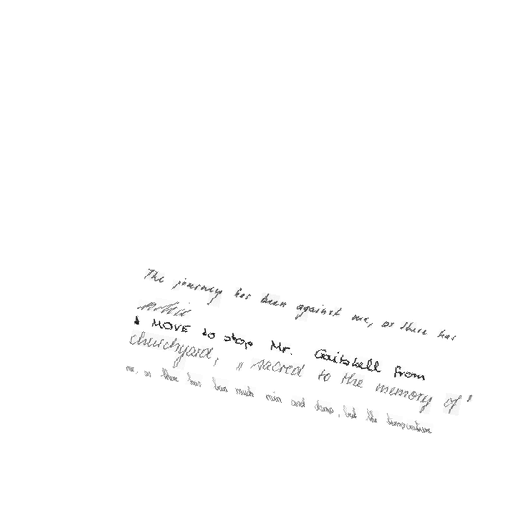 The journey has been against me, as there has
A MOVE to stop Mr. Gaitskell from
churchyard, " sacred to the memory of "
me, as there has been much rain and damp, but the temperature